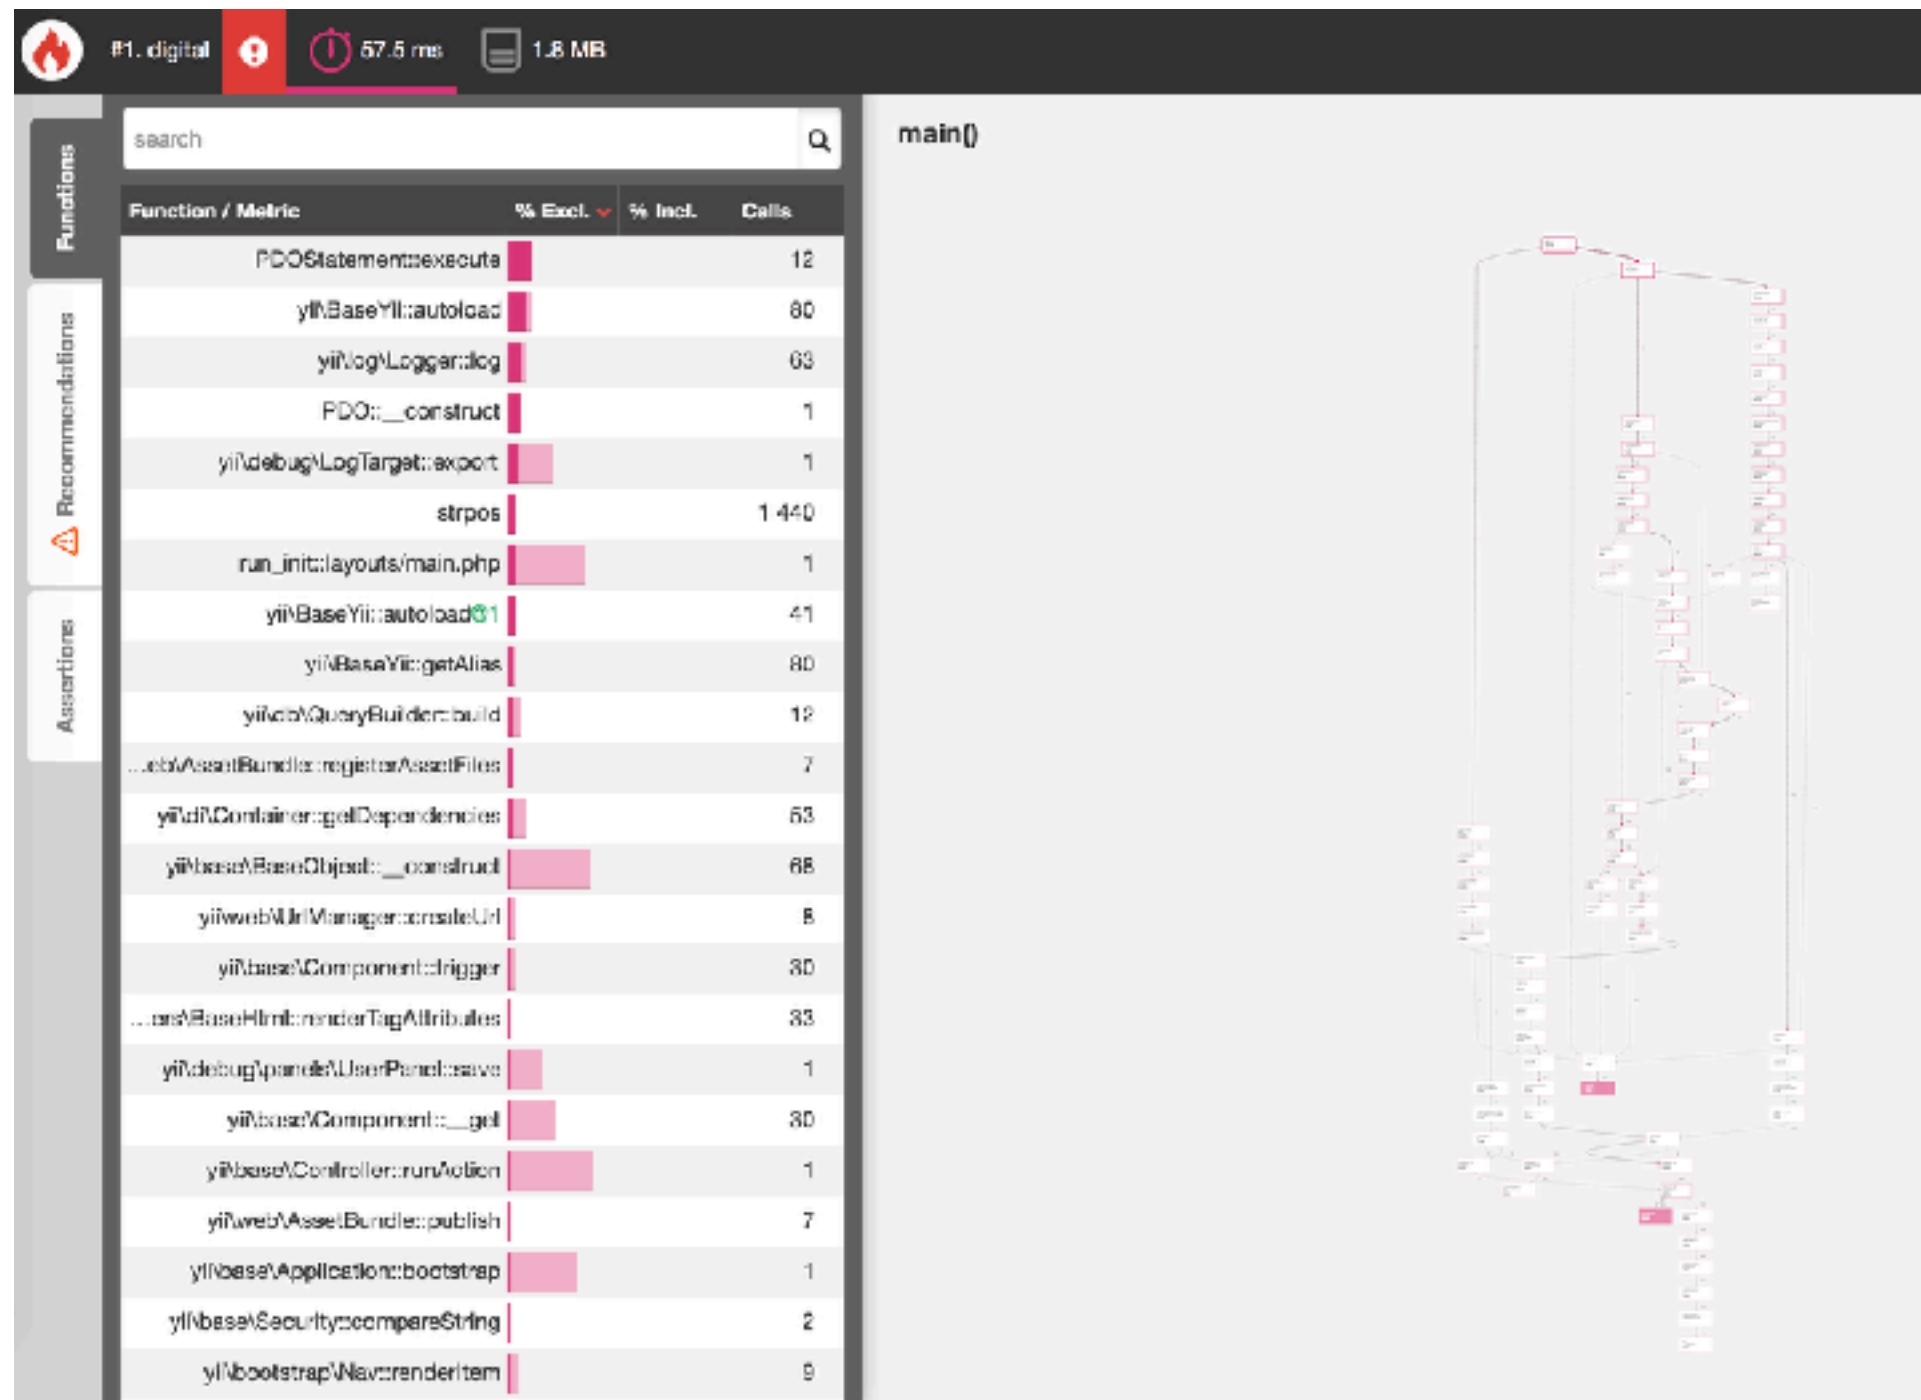 #1. digital
57.5 ms
1.8 MB
Functions
Recommendations
Assertions
search
main()
Function / Metric % Excl. % Incl. Calls
PDOStatement::execute 12
yii\BaseYii::autoload 80
yii\log\Logger::log 63
PDO::__construct 1
yii\debug\LogTarget::export 1
strpos 1 440
run_init::layouts/main.php 1
yii\BaseYii::autoload@1 41
yii\BaseYii::getAlias 80
yii\db\QueryBuilder::build 12
...eb\AssetBundle::registerAssetFiles 7
yii\di\Container::getDependencies 53
yii\base\BaseObject::__construct 68
yii\web\UrlManager::createUrl 8
yii\base\Component::trigger 30
...ers\BaseHtml::renderTagAttributes 33
yii\debug\panels\UserPanel::save 1
yii\base\Component::__get 30
yii\base\Controller::runAction 1
yii\web\AssetBundle::publish 7
yii\base\Application::bootstrap 1
yii\base\Security::compareString 2
yii\bootstrap\Nav::renderItem 9